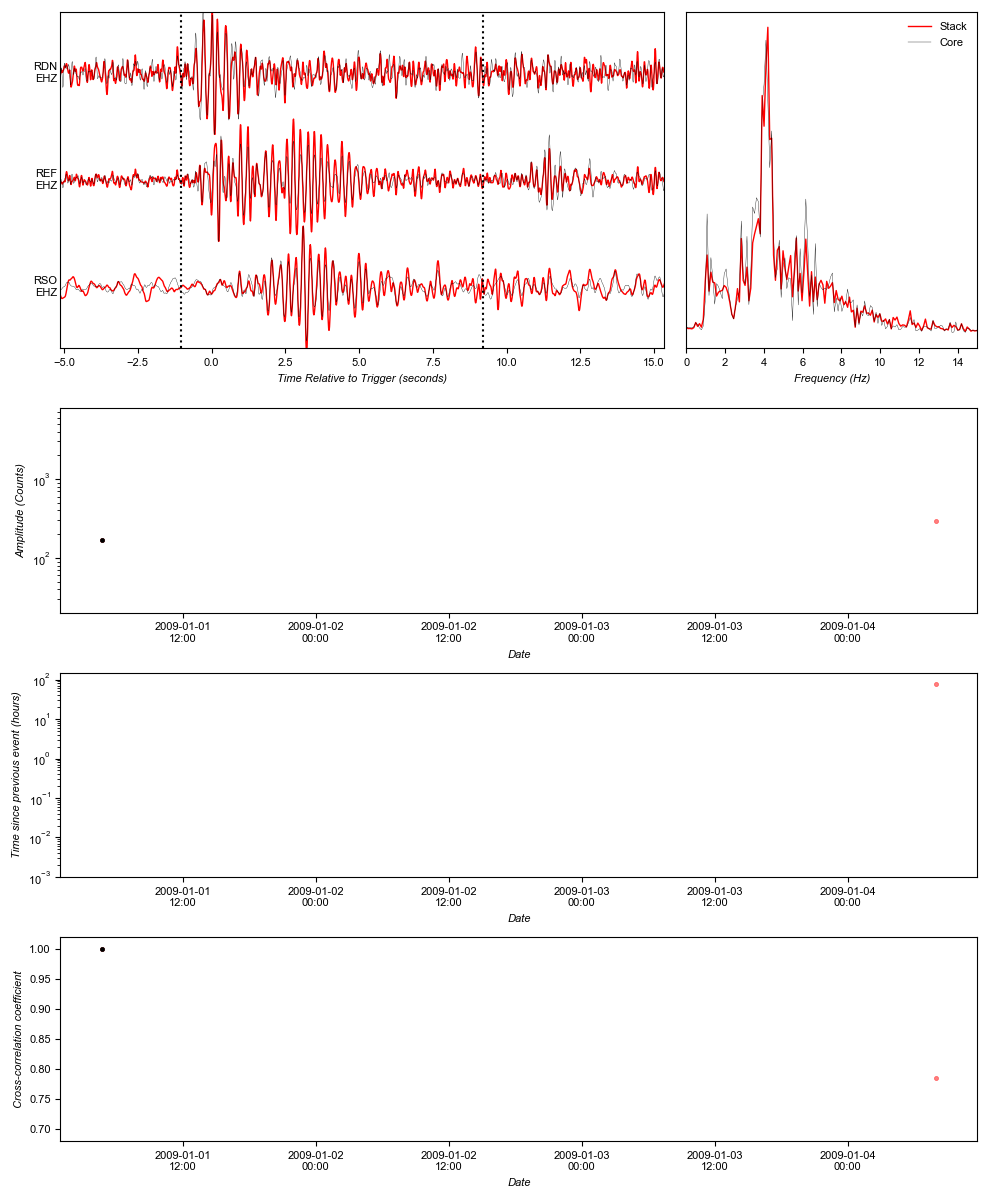 RDN
EHZ
REF
EHZ
RSO
EHZ
−5.0 −2.5 0.0 2.5 5.0 7.5 10.0 12.5 15.0
Time Relative to Trigger (seconds)
Stack
Core
0 2 4 6 8 10 12 14
Frequency (Hz)
Amplitude (Counts)
10³
10²
2009-01-01 2009-01-02 2009-01-02 2009-01-03 2009-01-03 2009-01-04
12:00 00:00 12:00 00:00 12:00 00:00
Date
Time since previous event (hours)
10²
10¹
10⁰
10⁻¹
10⁻²
10⁻³
2009-01-01 2009-01-02 2009-01-02 2009-01-03 2009-01-03 2009-01-04
12:00 00:00 12:00 00:00 12:00 00:00
Date
Cross-correlation coefficient
1.00
0.95
0.90
0.85
0.80
0.75
0.70
2009-01-01 2009-01-02 2009-01-02 2009-01-03 2009-01-03 2009-01-04
12:00 00:00 12:00 00:00 12:00 00:00
Date